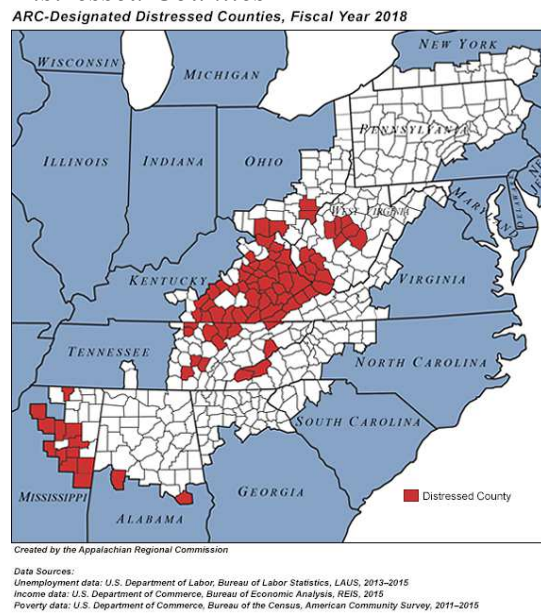 ARC-Designated Distressed Counties, Fiscal Year 2018
NEW YORK
WISCONSIN
MICHIGAN
PENNSYLVANIA
ILLINOIS
INDIANA
OHIO
MARYLAND
DELAWARE
WEST VIRGINIA
KENTUCKY
VIRGINIA
TENNESSEE
NORTH CAROLINA
SOUTH CAROLINA
MISSISSIPPI
ALABAMA
GEORGIA
Distressed County
Created by the Appalachian Regional Commission
Data Sources:
Unemployment data: U.S. Department of Labor, Bureau of Labor Statistics, LAUS, 2013–2015
Income data: U.S. Department of Commerce, Bureau of Economic Analysis, REIS, 2015
Poverty data: U.S. Department of Commerce, Bureau of the Census, American Community Survey, 2011–2015